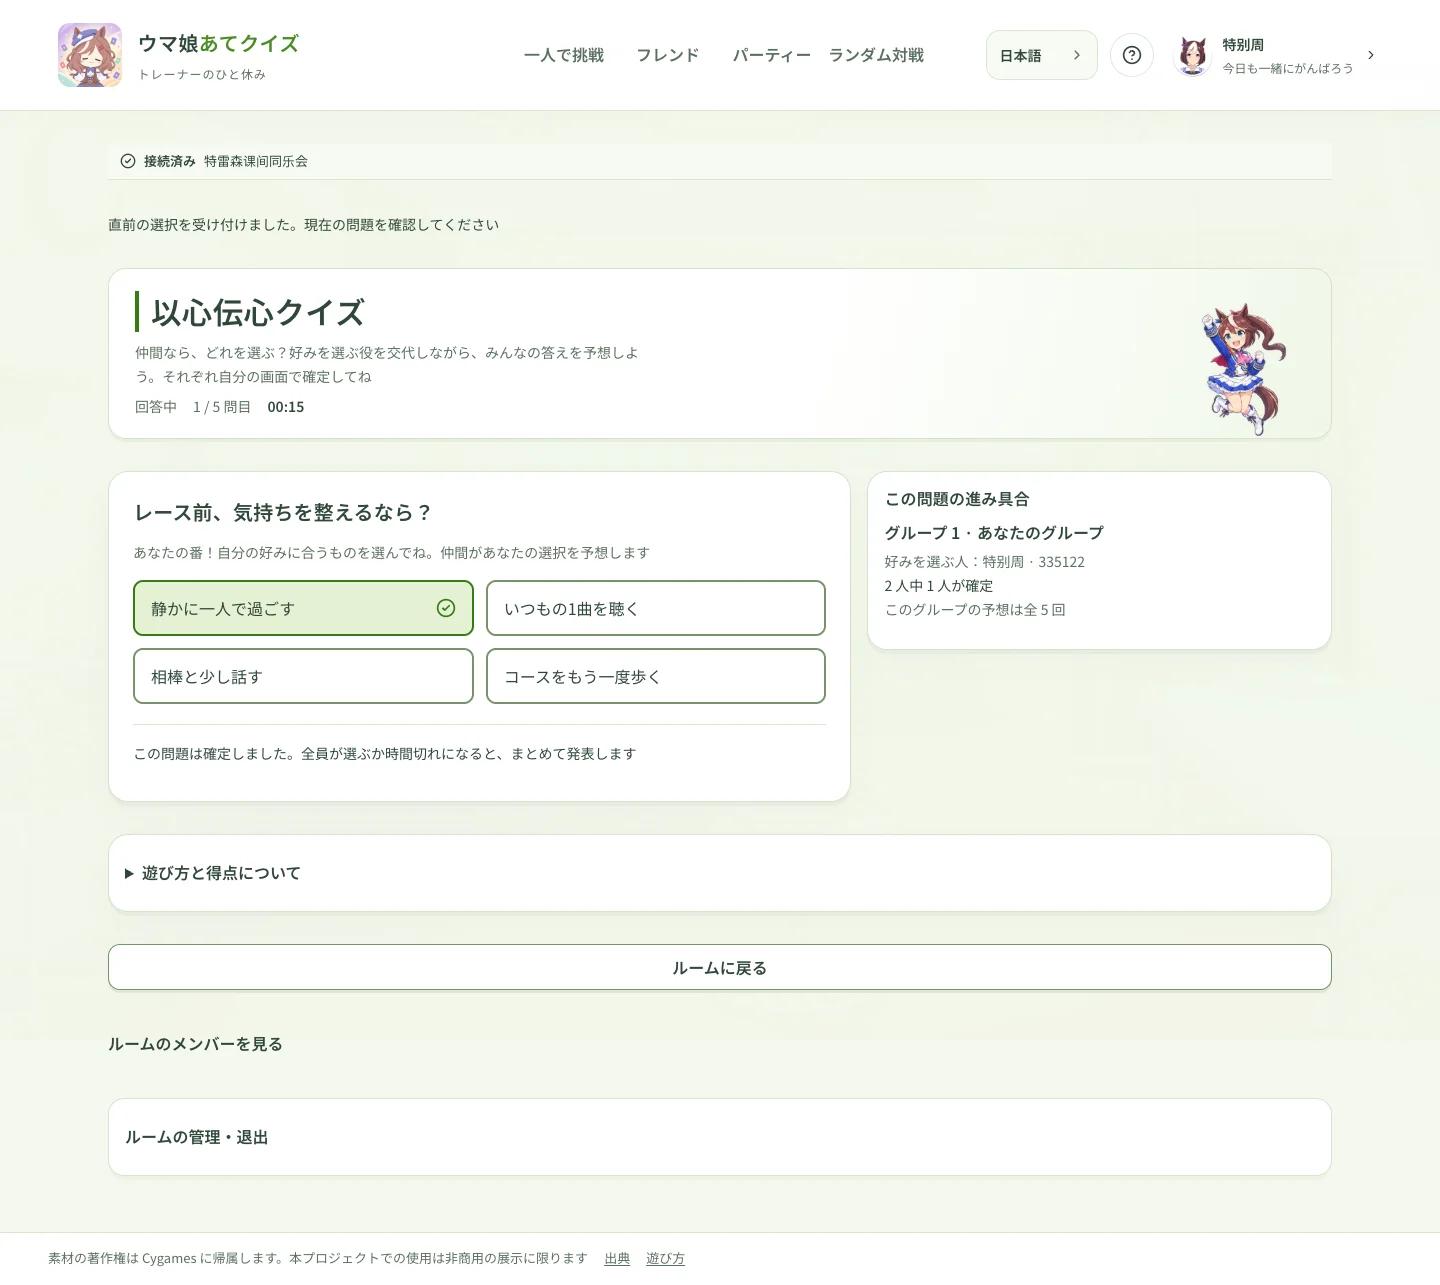 ウマ娘あてクイズ
トレーナーのひと休み
一人で挑戦
フレンド
パーティー
ランダム対戦
日本語
特别周
今日も一緒にがんばろう
接続済み 特雷森课间同乐会
直前の選択を受け付けました。現在の問題を確認してください
以心伝心クイズ
仲間なら、どれを選ぶ？好みを選ぶ役を交代しながら、みんなの答えを予想しよ
う。それぞれ自分の画面で確定してね
回答中 1 / 5 問目 00:15
レース前、気持ちを整えるなら？
あなたの番！自分の好みに合うものを選んでね。仲間があなたの選択を予想します
静かに一人で過ごす
いつもの1曲を聴く
相棒と少し話す
コースをもう一度歩く
この問題は確定しました。全員が選ぶか時間切れになると、まとめて発表します
この問題の進み具合
グループ 1 · あなたのグループ
好みを選ぶ人：特别周 · 335122
2 人中 1 人が確定
このグループの予想は全 5 回
遊び方と得点について
ルームに戻る
ルームのメンバーを見る
ルームの管理・退出
素材の著作権は Cygames に帰属します。本プロジェクトでの使用は非商用の展示に限ります 出典 遊び方